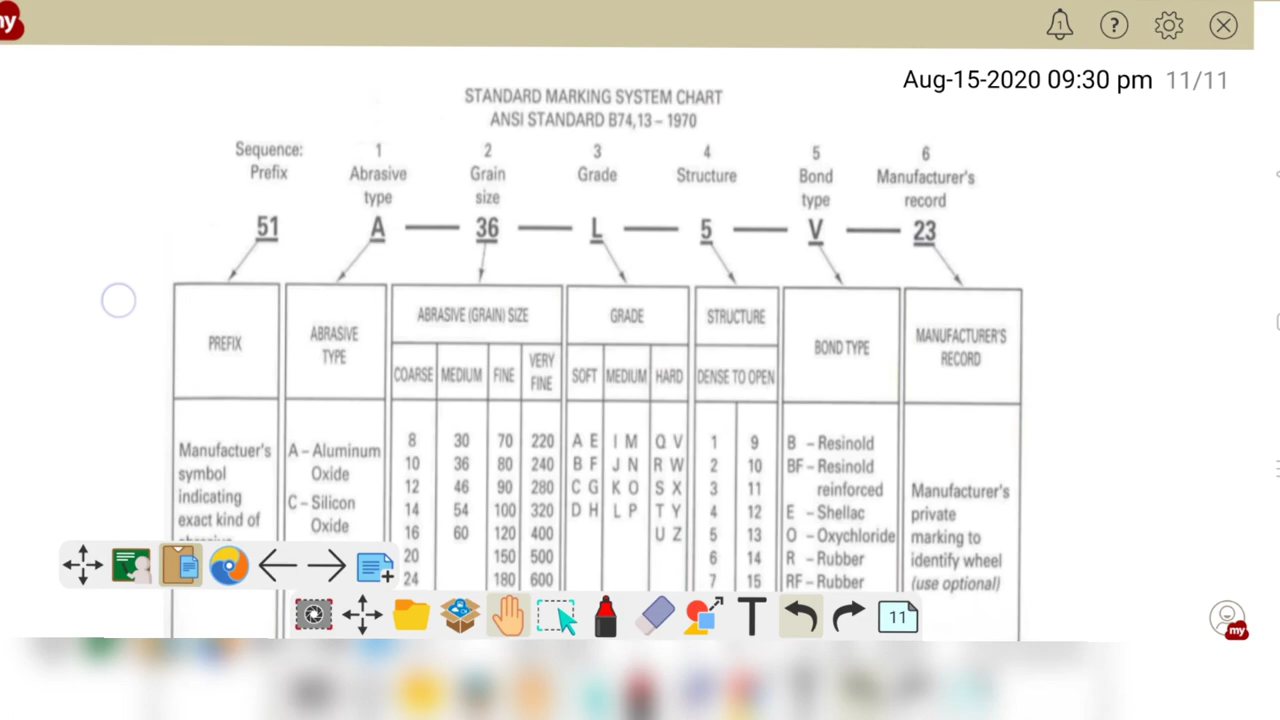 my
Aug-15-2020 09:30 pm 11/11
STANDARD MARKING SYSTEM CHART
ANSI STANDARD B74,13 – 1970
Sequence: 1 2 3 4 5 6
Prefix Abrasive type Grain size Grade Structure Bond type Manufacturer's record
51 A — 36 — L — 5 — V — 23
PREFIX ABRASIVE TYPE ABRASIVE (GRAIN) SIZE GRADE STRUCTURE BOND TYPE MANUFACTURER'S RECORD
COARSE MEDIUM FINE VERY FINE SOFT MEDIUM HARD DENSE TO OPEN
Manufactuer's
symbol
indicating
exact kind of
A – Aluminum
Oxide
C – Silicon
Oxide
8 30 70 220 A E I M Q V 1 9
10 36 80 240 B F J N R W 2 10
12 46 90 280 C G K O S X 3 11
14 54 100 320 D H L P T Y 4 12
16 60 120 400 U Z 5 13
20 150 500 6 14
24 180 600 7 15
B – Resinold
BF – Resinold
reinforced
E – Shellac
O – Oxychloride
R – Rubber
RF – Rubber
Manufacturer's
private
marking to
identify wheel
(use optional)
11
my